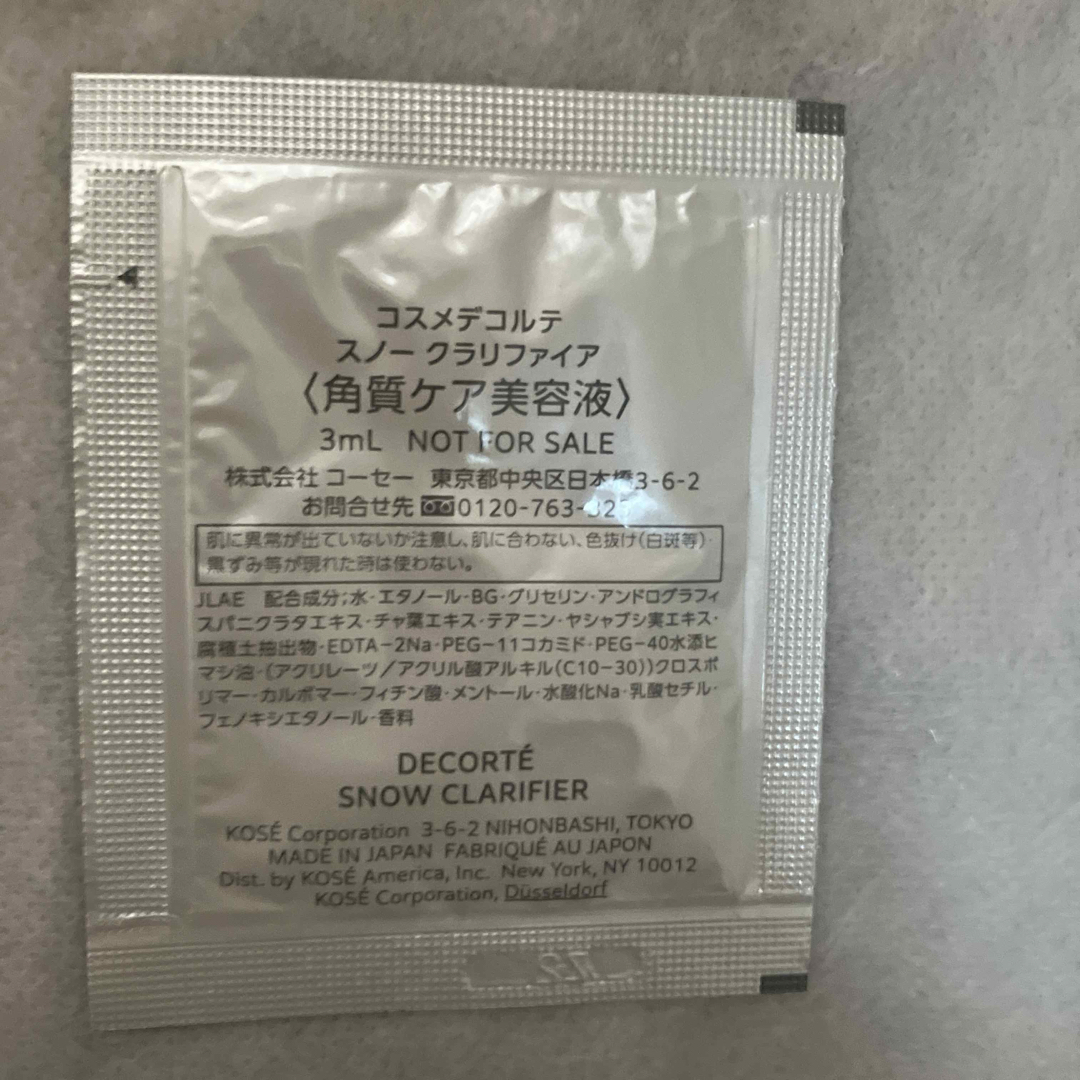 コスメデコルテ
スノー クラリファイア
〈角質ケア美容液〉
3mL NOT FOR SALE
株式会社 コーセー 東京都中央区日本橋3-6-2
お問合せ先 0120-763-
肌に異常が出ていないか注意し、肌に合わない、色抜け(白斑等)・
黒ずみ等が現れた時は使わない。
JLAE 配合成分;水・エタノール・BG・グリセリン・アンドログラフィ
スパニクラタエキス・チャ葉エキス・テアニン・ヤシャブシ実エキス・
腐植土抽出物・EDTA-2Na・PEG-11コカミド・PEG-40水添ヒ
マシ油・(アクリレーツ/アクリル酸アルキル(C10-30))クロスポ
リマー・カルボマー・フィチン酸・メントール・水酸化Na・乳酸セチル・
フェノキシエタノール・香料
DECORTÉ
SNOW CLARIFIER
KOSÉ Corporation 3-6-2 NIHONBASHI, TOKYO
MADE IN JAPAN FABRIQUÉ AU JAPON
Dist. by KOSÉ America, Inc. New York, NY 10012
KOSÉ Corporation, Düsseldorf